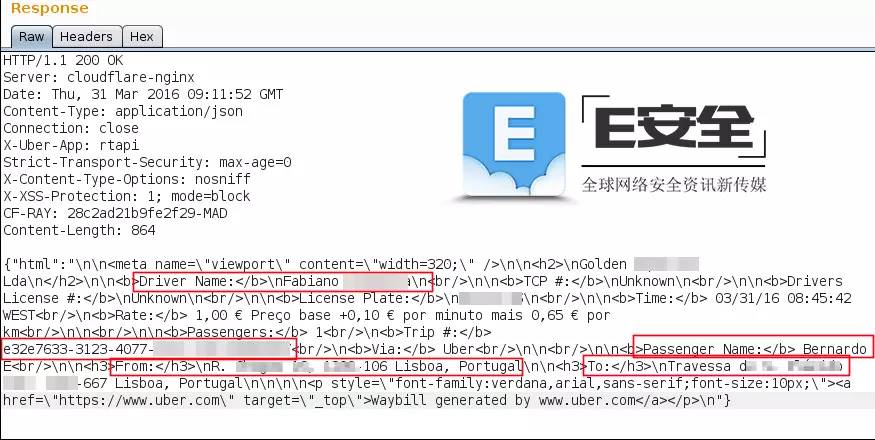 Response
Raw Headers Hex
HTTP/1.1 200 OK
Server: cloudflare-nginx
Date: Thu, 31 Mar 2016 09:11:52 GMT
Content-Type: application/json
Connection: close
X-Uber-App: rtapi
Strict-Transport-Security: max-age=0
X-Content-Type-Options: nosniff
X-XSS-Protection: 1; mode=block
CF-RAY: 28c2ad21b9fe2f29-MAD
Content-Length: 864
E
E安全
全球网络安全资讯新传媒
{"html":"\n\n<meta name=\"viewport\" content=\"width=320;\" />\n\n<h2>\nGolden
Lda\n</h2>\n\n<b>Driver Name:</b>\nFabiano a\n<br/>\n\n<b>TCP #:</b>\nUnknown\n<br/>\n\n<b>Drivers
License #:</b>\nUnknown\n<br/>\n\n<b>License Plate:</b>\n <br/>\n\n<b>Time:</b> 03/31/16 08:45:42
WEST<br/>\n<b>Rate:</b> 1,00 € Preço base +0,10 € por minuto mais 0,65 € por
km<br/>\n\n<br/>\n\n<b>Passengers:</b> 1<br/>\n<b>Trip #:</b>
e32e7633-3123-4077- <br/>\n<b>Via:</b> Uber<br/>\n\n<br/>\n\n\n<b>Passenger Name:</b> Bernardo
E<br/>\n\n<h3>From:</h3>\nR. -106 Lisboa, Portugal\n\n<h3>To:</h3>\nTravessa d
-667 Lisboa, Portugal\n\n\n\n\n<p style=\"font-family:verdana,arial,sans-serif;font-size:10px;\"><a
href=\"https://www.uber.com\" target=\"_top\">Waybill generated by www.uber.com</a></p>\n"}